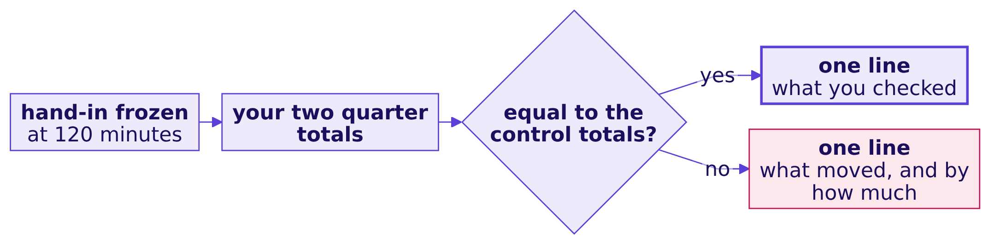 hand-in frozen
at 120 minutes
your two quarter
totals
equal to the
control totals?
yes
one line
what you checked
no
one line
what moved, and by
how much